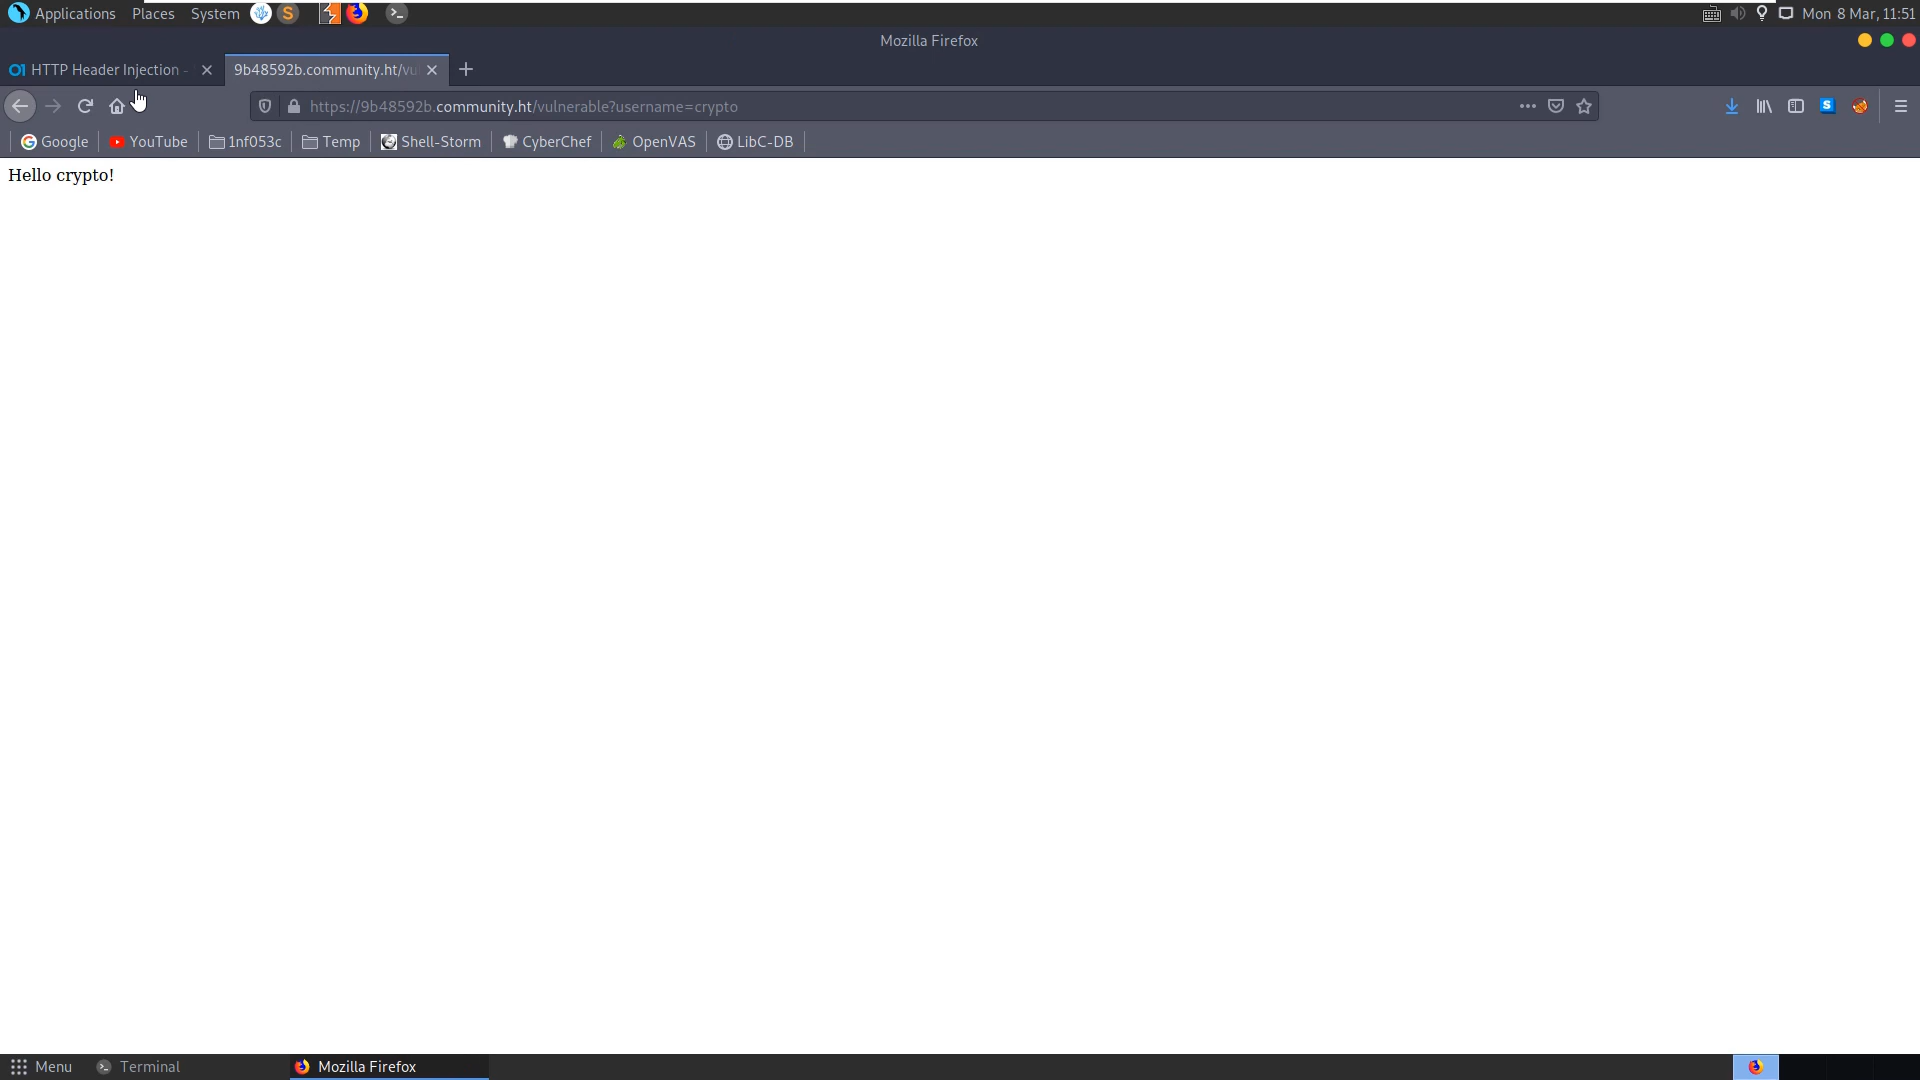 Applications Places System Mon 8 Mar, 11:51
Mozilla Firefox
HTTP Header Injection - 9b48592b.community.ht/vu
https://9b48592b.community.ht/vulnerable?username=crypto
Google YouTube 1nf053c Temp Shell-Storm CyberChef OpenVAS LibC-DB
Hello crypto!
Menu Terminal Mozilla Firefox